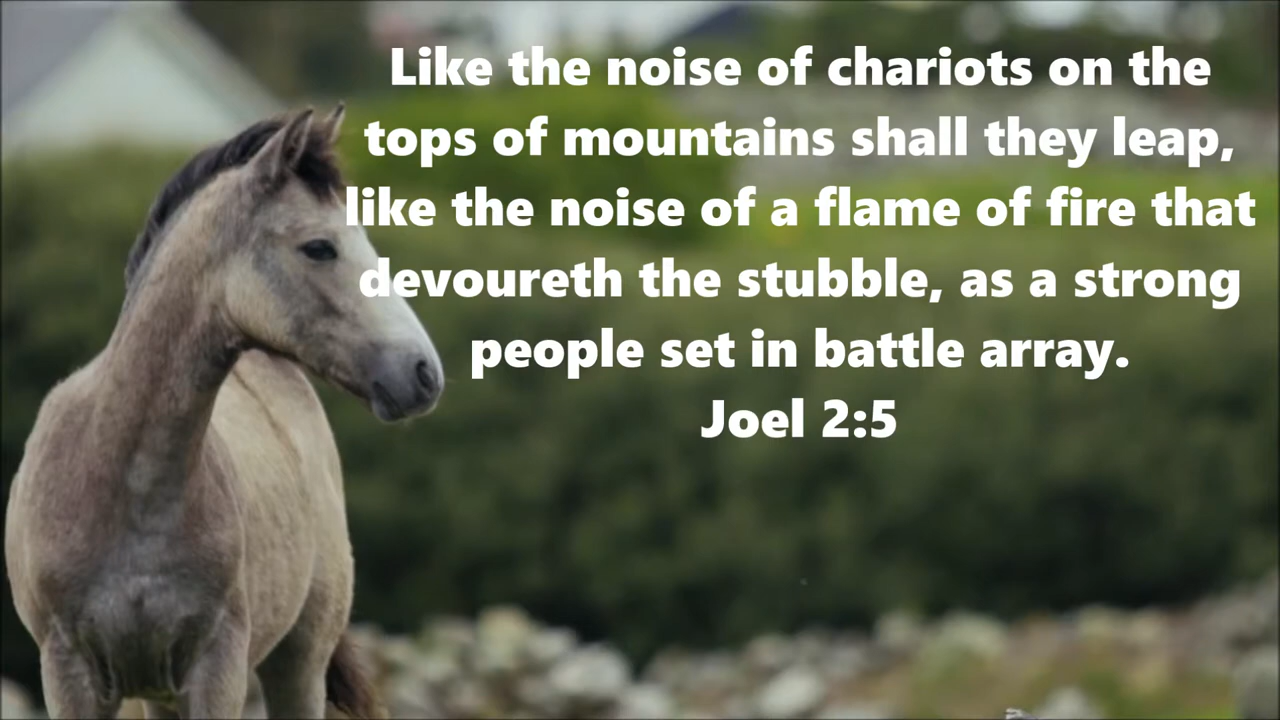 Like the noise of chariots on the
tops of mountains shall they leap,
like the noise of a flame of fire that
devoureth the stubble, as a strong
people set in battle array.
Joel 2:5